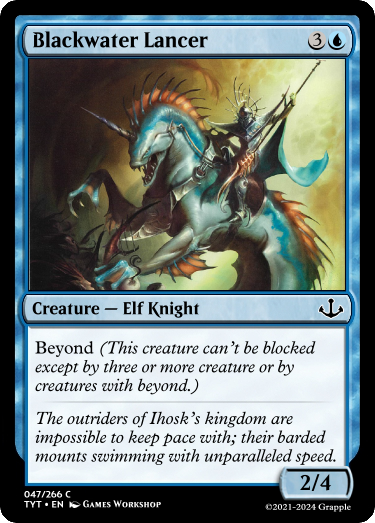 Blackwater Lancer 3
Creature — Elf Knight
Beyond (This creature can't be blocked
except by three or more creature or by
creatures with beyond.)
The outriders of Ihosk's kingdom are
impossible to keep pace with; their barded
mounts swimming with unparalleled speed.
2/4
047/266 C
TYT • EN Games Workshop
©2021-2024 Grapple